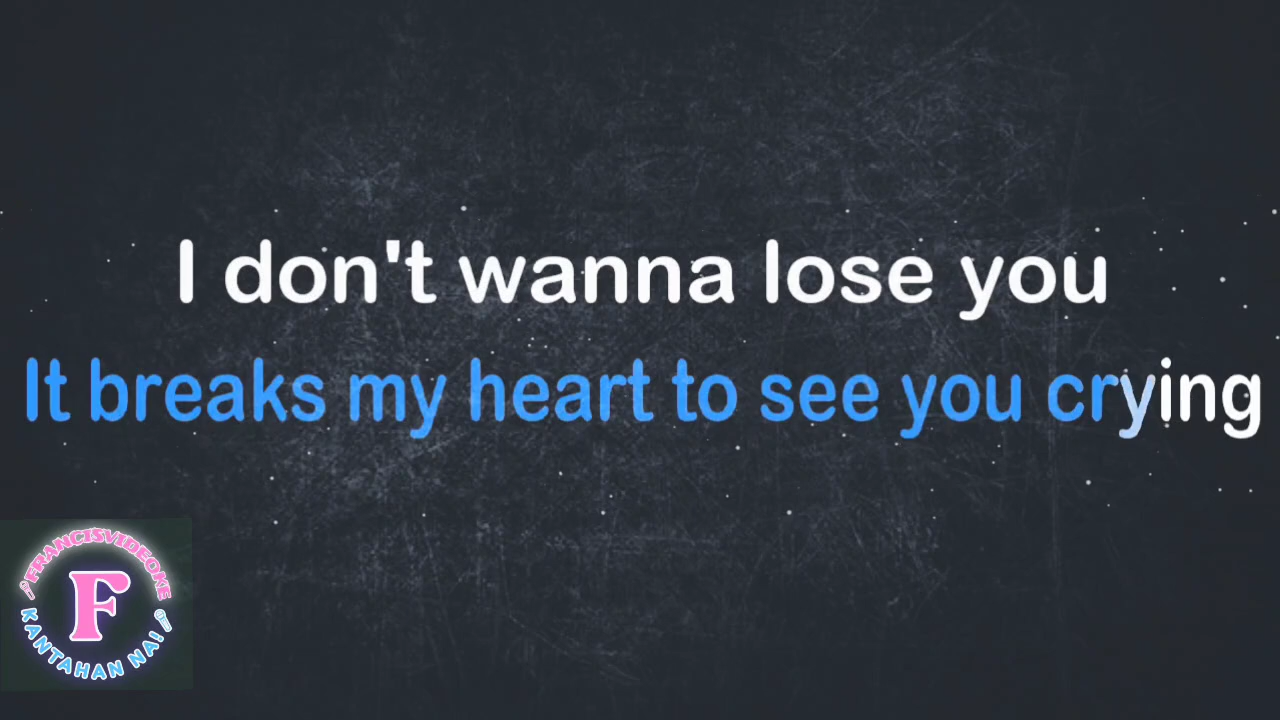 I don't wanna lose you
It breaks my heart to see you crying
FRANCISVIDEOKE
F
KANTAHAN NA!